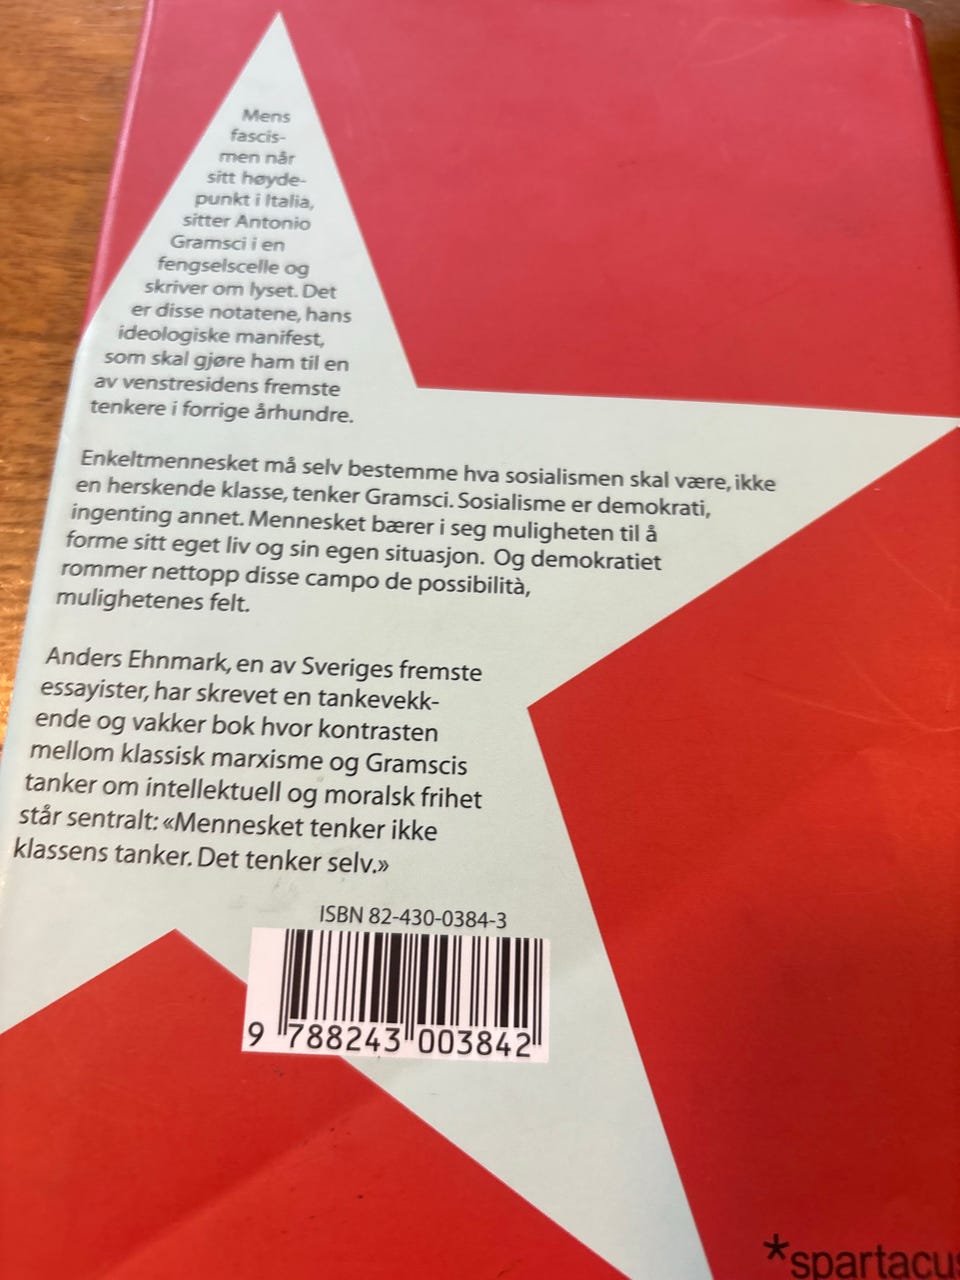 Mens
fascis-
men når
sitt høyde-
punkt i Italia,
sitter Antonio
Gramsci i en
fengselscelle og
skriver om lyset. Det
er disse notatene, hans
ideologiske manifest,
som skal gjøre ham til en
av venstresidens fremste
tenkere i forrige århundre.
Enkeltmennesket må selv bestemme hva sosialismen skal være, ikke
en herskende klasse, tenker Gramsci. Sosialisme er demokrati,
ingenting annet. Mennesket bærer i seg muligheten til å
forme sitt eget liv og sin egen situasjon. Og demokratiet
rommer nettopp disse campo de possibilità,
mulighetenes felt.
Anders Ehnmark, en av Sveriges fremste
essayister, har skrevet en tankevekk-
ende og vakker bok hvor kontrasten
mellom klassisk marxisme og Gramscis
tanker om intellektuell og moralsk frihet
står sentralt: «Mennesket tenker ikke
klassens tanker. Det tenker selv.»
ISBN 82-430-0384-3
9 788243 003842
*spartacus